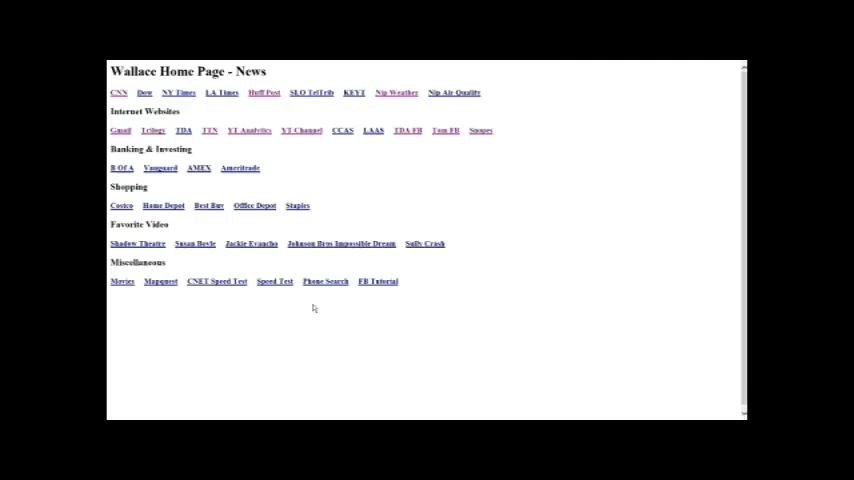 Wallace Home Page - News
CNN Dow NY Times LA Times Huff Post SLO TelTrib KEYT Nip Weather Nip Air Quality
Internet Websites
Gmail Trilogy TDA TTN YT Analytics YT Channel CCAS LAAS TDA FB Tom FB Snopes
Banking & Investing
B Of A Vanguard AMEX Ameritrade
Shopping
Costco Home Depot Best Buy Office Depot Staples
Favorite Video
Shadow Theatre Susan Boyle Jackie Evancho Johnson Bros Impossible Dream Sully Crash
Miscellaneous
Movies Mapquest CNET Speed Test Speed Test Phone Search FB Tutorial